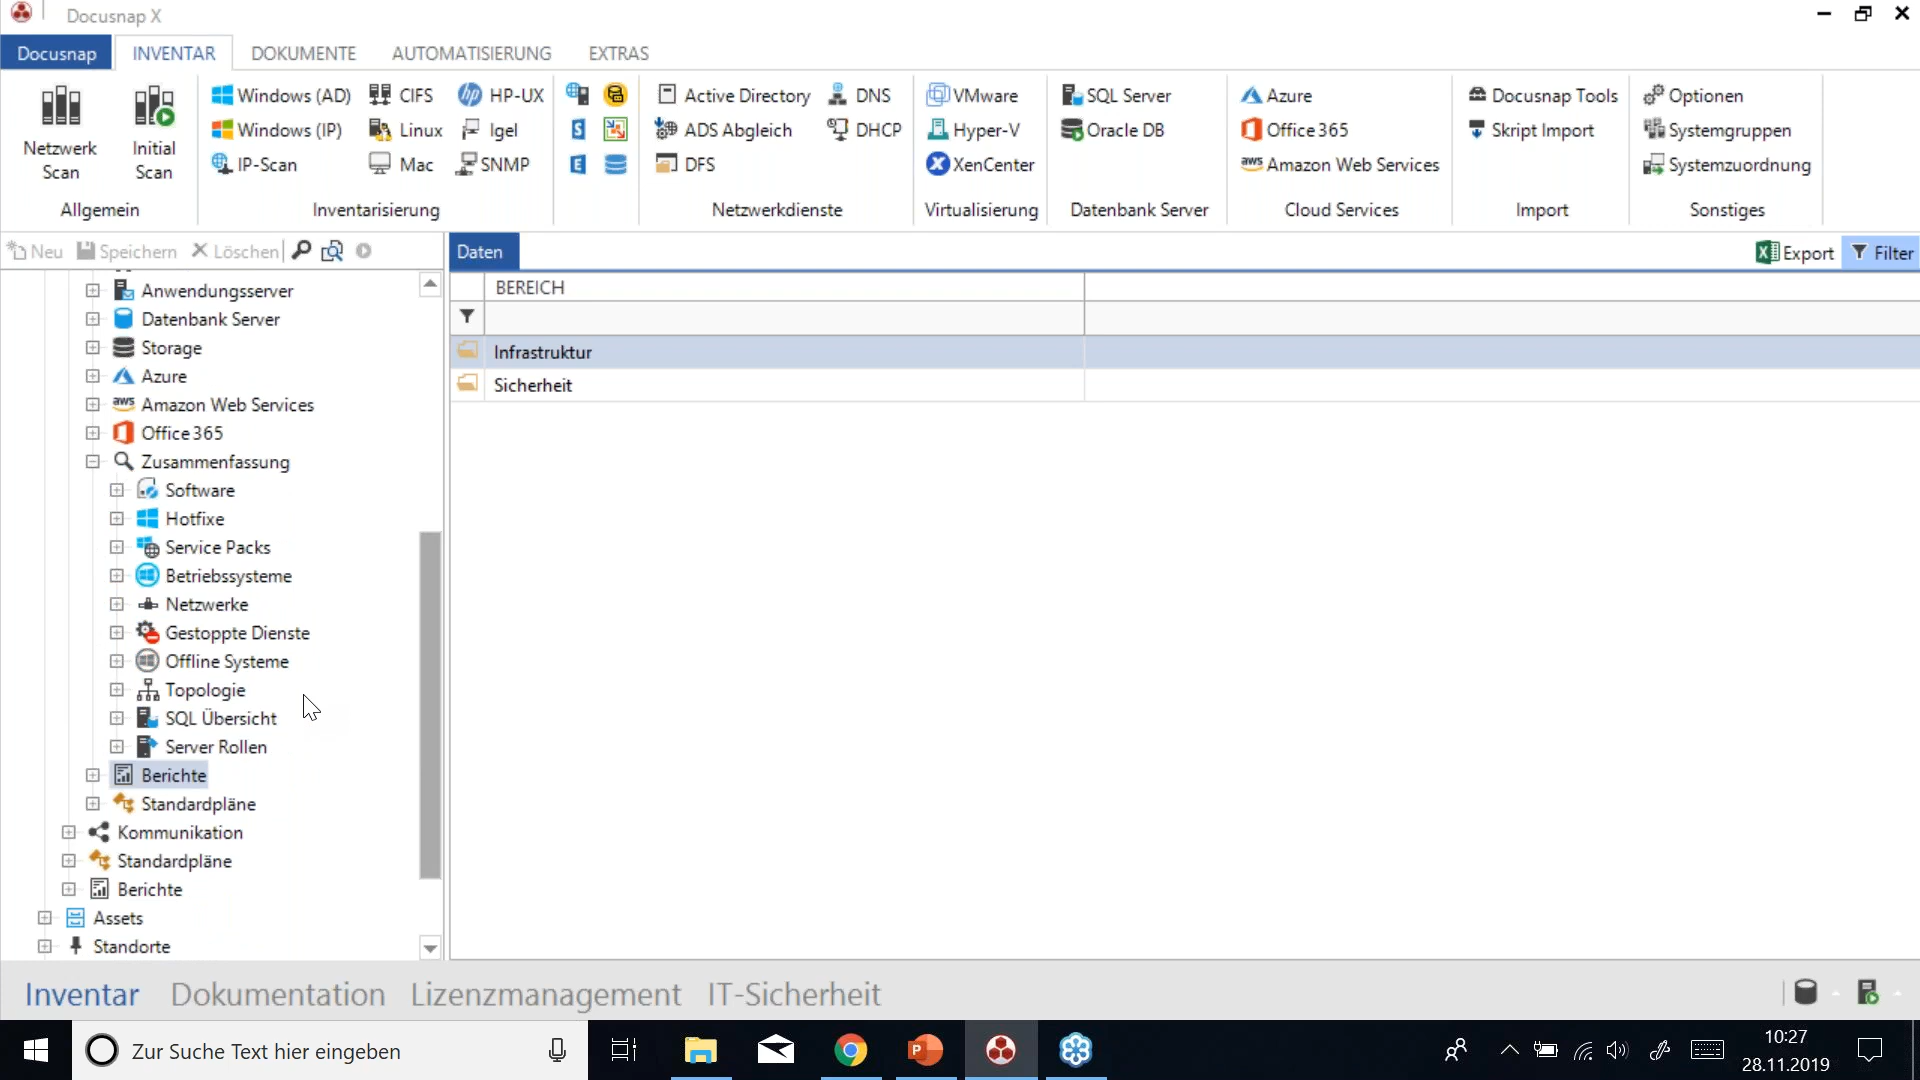 Docusnap X
Docusnap INVENTAR DOKUMENTE AUTOMATISIERUNG EXTRAS
Netzwerk Scan
Initial Scan
Allgemein
Windows (AD) CIFS HP-UX
Windows (IP) Linux Igel
IP-Scan Mac SNMP
Inventarisierung
Active Directory DNS
ADS Abgleich DHCP
DFS
Netzwerkdienste
VMware
Hyper-V
XenCenter
Virtualisierung
SQL Server
Oracle DB
Datenbank Server
Azure
Office 365
aws Amazon Web Services
Cloud Services
Docusnap Tools
Skript Import
Import
Optionen
Systemgruppen
Systemzuordnung
Sonstiges
Neu Speichern Löschen
Anwendungsserver
Datenbank Server
Storage
Azure
aws Amazon Web Services
Office 365
Zusammenfassung
Software
Hotfixe
Service Packs
Betriebssysteme
Netzwerke
Gestoppte Dienste
Offline Systeme
Topologie
SQL Übersicht
Server Rollen
Berichte
Standardpläne
Kommunikation
Standardpläne
Berichte
Assets
Standorte
Daten
Export Filter
BEREICH
Infrastruktur
Sicherheit
Inventar Dokumentation Lizenzmanagement IT-Sicherheit
Zur Suche Text hier eingeben
10:27
28.11.2019